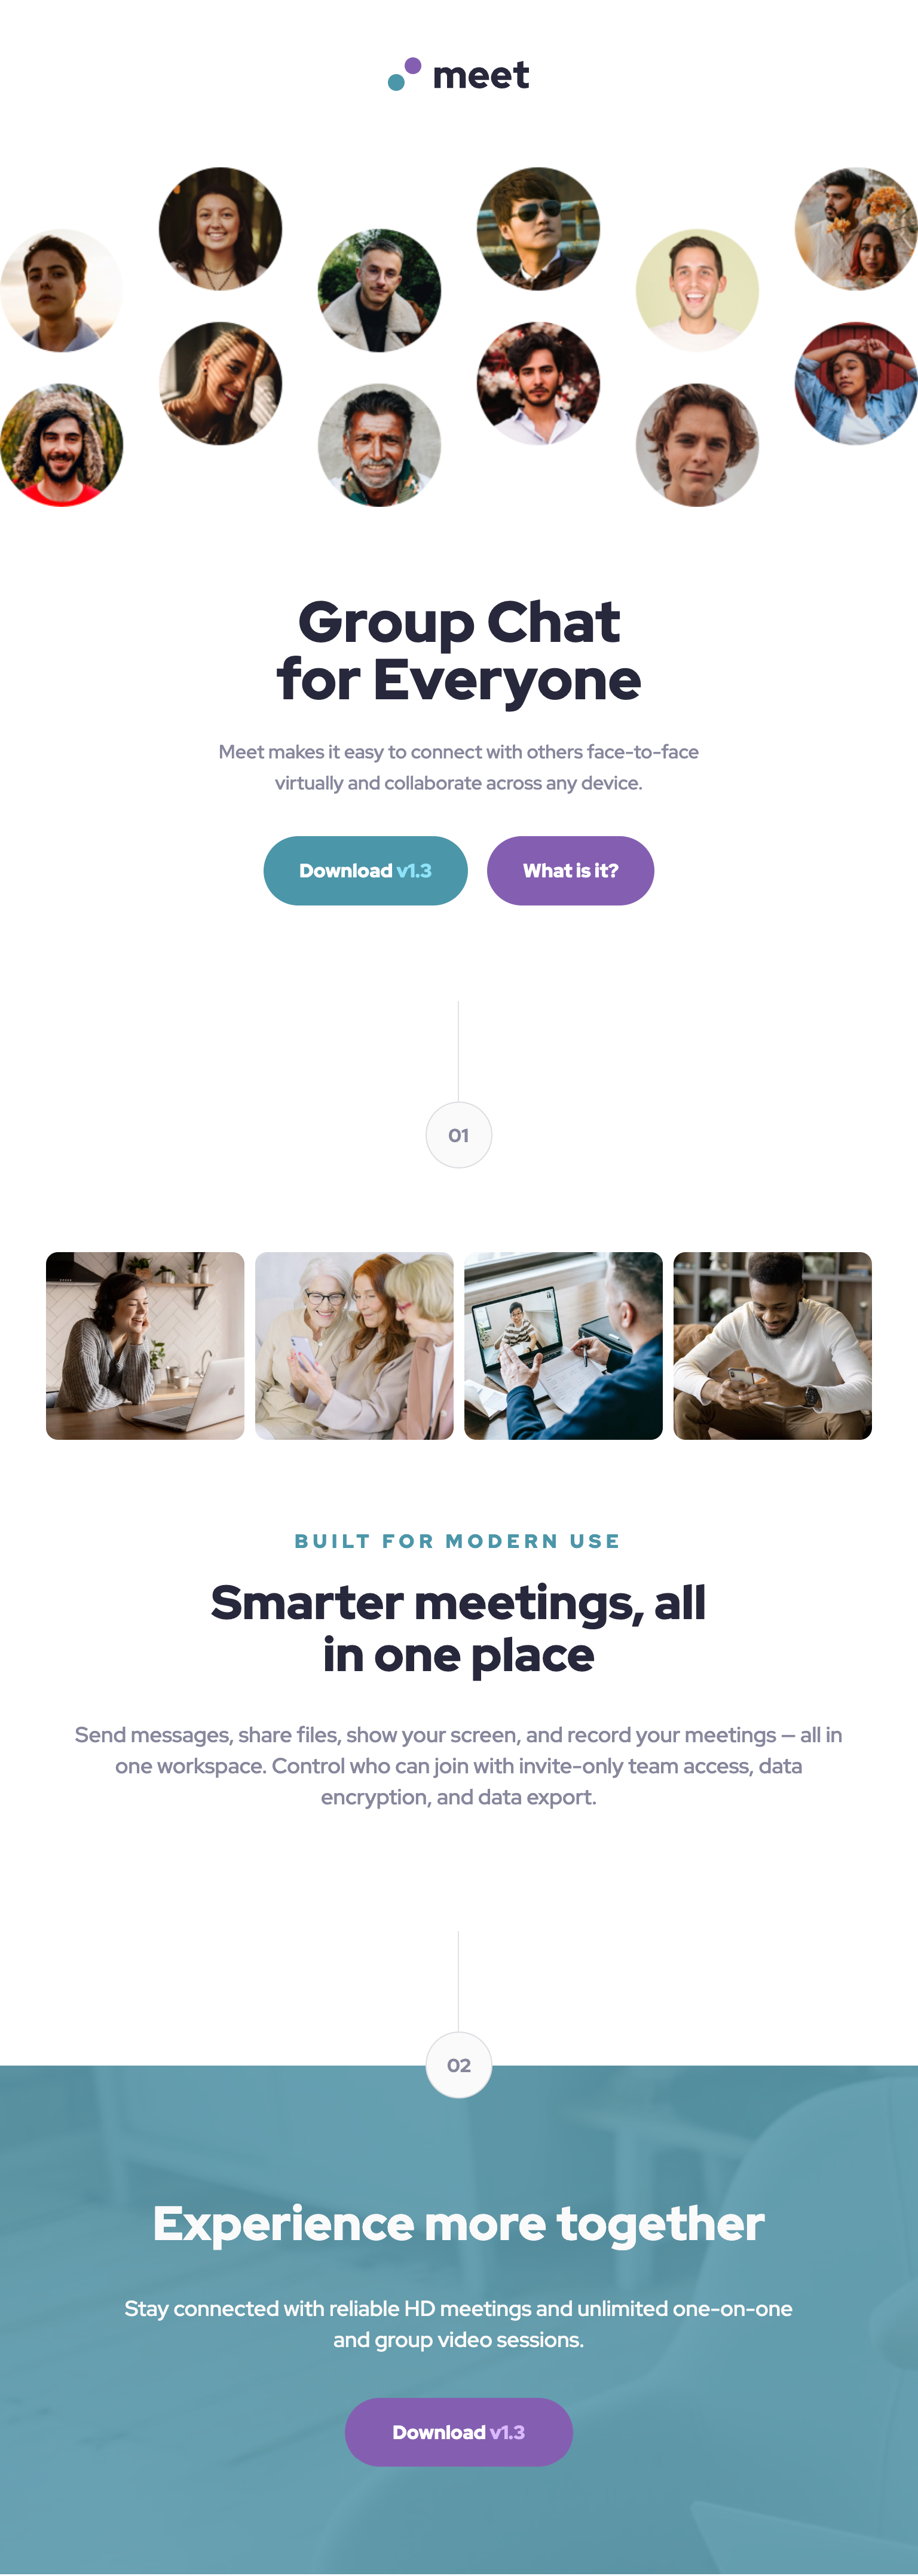 meet
Group Chat
for Everyone
Meet makes it easy to connect with others face-to-face
virtually and collaborate across any device.
Download v1.3
What is it?
01
BUILT FOR MODERN USE
Smarter meetings, all
in one place
Send messages, share files, show your screen, and record your meetings — all in
one workspace. Control who can join with invite-only team access, data
encryption, and data export.
02
Experience more together
Stay connected with reliable HD meetings and unlimited one-on-one
and group video sessions.
Download v1.3